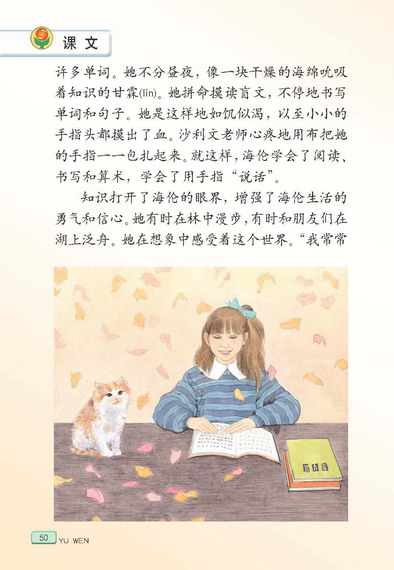 课文
许多单词。她不分昼夜，像一块干燥的海绵吮吸
着知识的甘霖(lín)。她拼命摸读盲文，不停地书写
单词和句子。她是这样地如饥似渴，以至小小的
手指头都摸出了血。沙利文老师心疼地用布把她
的手指一一包扎起来。就这样，海伦学会了阅读、
书写和算术，学会了用手指“说话”。
知识打开了海伦的眼界，增强了海伦生活的
勇气和信心。她有时在林中漫步，有时和朋友们在
湖上泛舟。她在想象中感受着这个世界。“我常常
50
YU WEN